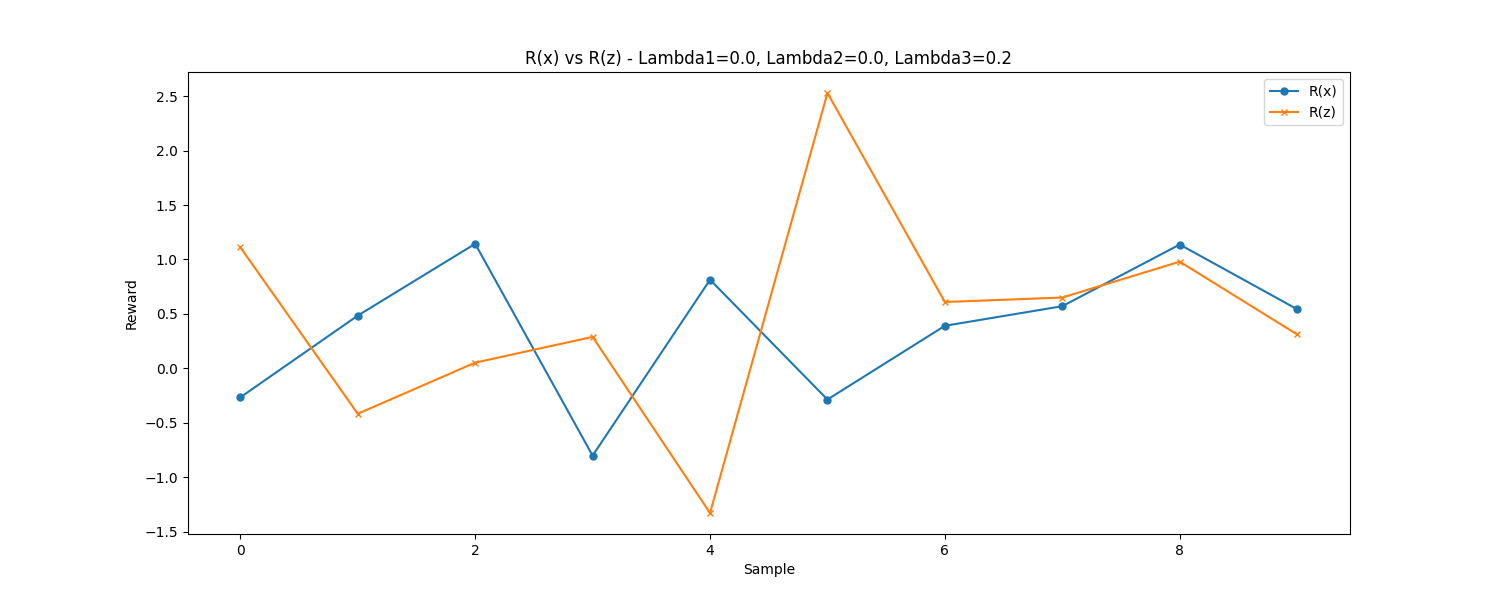 R(x) vs R(z) - Lambda1=0.0, Lambda2=0.0, Lambda3=0.2
R(x)
R(z)
Reward
2.5
2.0
1.5
1.0
0.5
0.0
−0.5
−1.0
−1.5
0 2 4 6 8
Sample